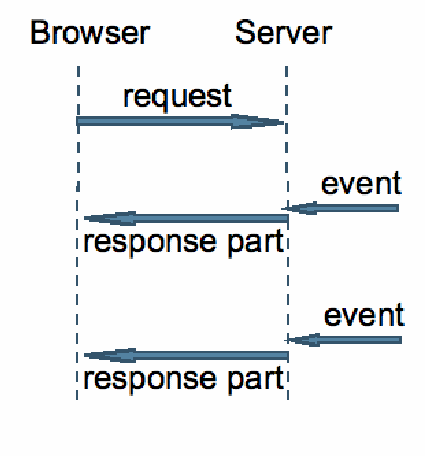 Browser Server
request
event
response part
event
response part